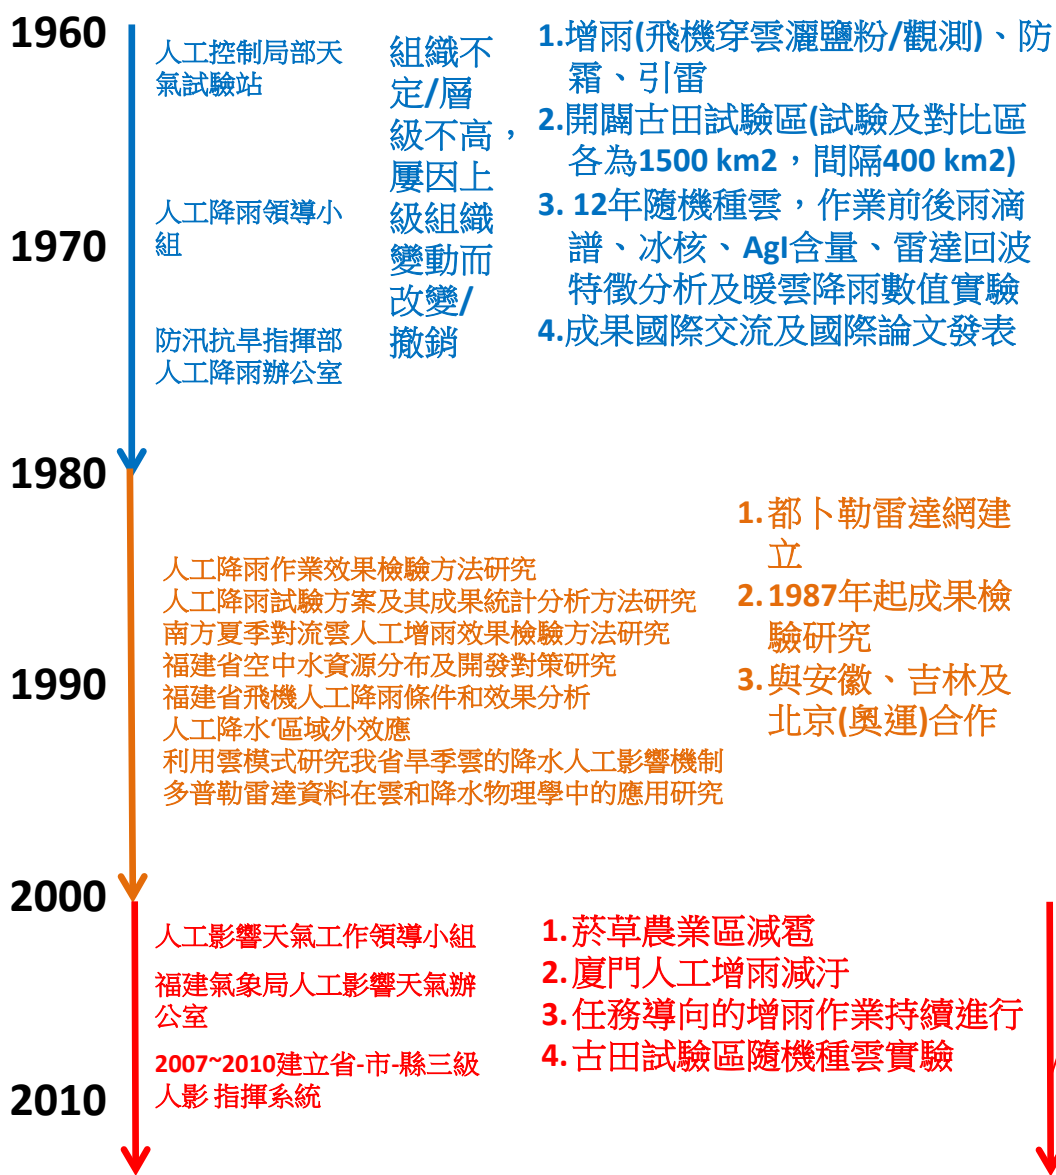 1960
人工控制局部天
氣試驗站
人工降雨領導小
組
1970
防汛抗旱指揮部
人工降雨辦公室
組織不
定/層
級不高，
屢因上
級組織
變動而
改變/
撤銷
1.增雨(飛機穿雲灑鹽粉/觀測)、防
霜、引雷
2.開闢古田試驗區(試驗及對比區
各為1500 km2，間隔400 km2)
3. 12年隨機種雲，作業前後雨滴
譜、冰核、AgI含量、雷達回波
特徵分析及暖雲降雨數值實驗
4.成果國際交流及國際論文發表
1980
人工降雨作業效果檢驗方法研究
人工降雨試驗方案及其成果統計分析方法研究
南方夏季對流雲人工增雨效果檢驗方法研究
福建省空中水資源分布及開發對策研究
1990
福建省飛機人工降雨條件和效果分析
人工降水‘區域外效應
利用雲模式研究我省旱季雲的降水人工影響機制
多普勒雷達資料在雲和降水物理學中的應用研究
1.都卜勒雷達網建
立
2.1987年起成果檢
驗研究
3.與安徽、吉林及
北京(奧運)合作
2000
人工影響天氣工作領導小組
福建氣象局人工影響天氣辦
公室
2007~2010建立省-市-縣三級
人影 指揮系統
2010
1.菸草農業區減雹
2.廈門人工增雨減汙
3.任務導向的增雨作業持續進行
4.古田試驗區隨機種雲實驗